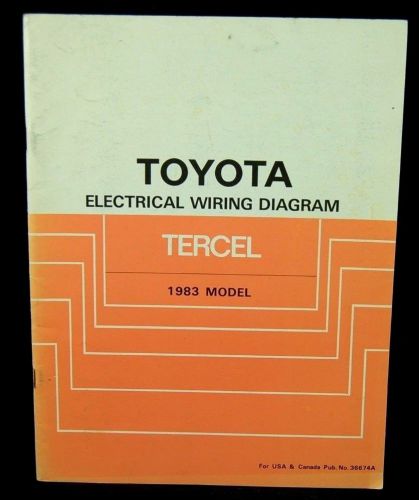 TOYOTA
ELECTRICAL WIRING DIAGRAM
TERCEL
1983 MODEL
For USA & Canada Pub. No. 36674A